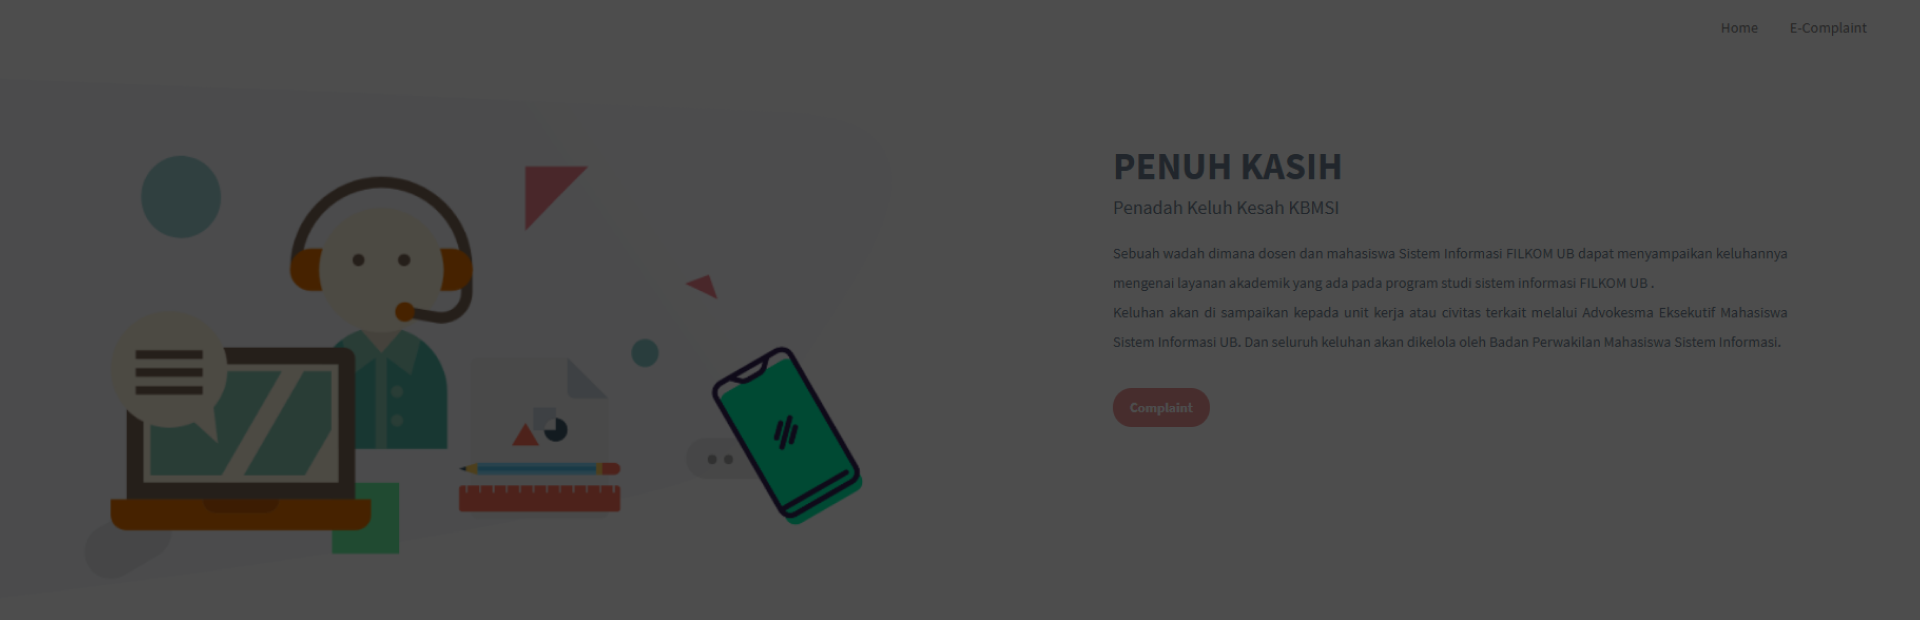 Home E-Complaint
PENUH KASIH
Penadah Keluh Kesah KBMSI
Sebuah wadah dimana dosen dan mahasiswa Sistem Informasi FILKOM UB dapat menyampaikan keluhannya
mengenai layanan akademik yang ada pada program studi sistem informasi FILKOM UB .
Keluhan akan di sampaikan kepada unit kerja atau civitas terkait melalui Advokesma Eksekutif Mahasiswa
Sistem Informasi UB. Dan seluruh keluhan akan dikelola oleh Badan Perwakilan Mahasiswa Sistem Informasi.
Complaint